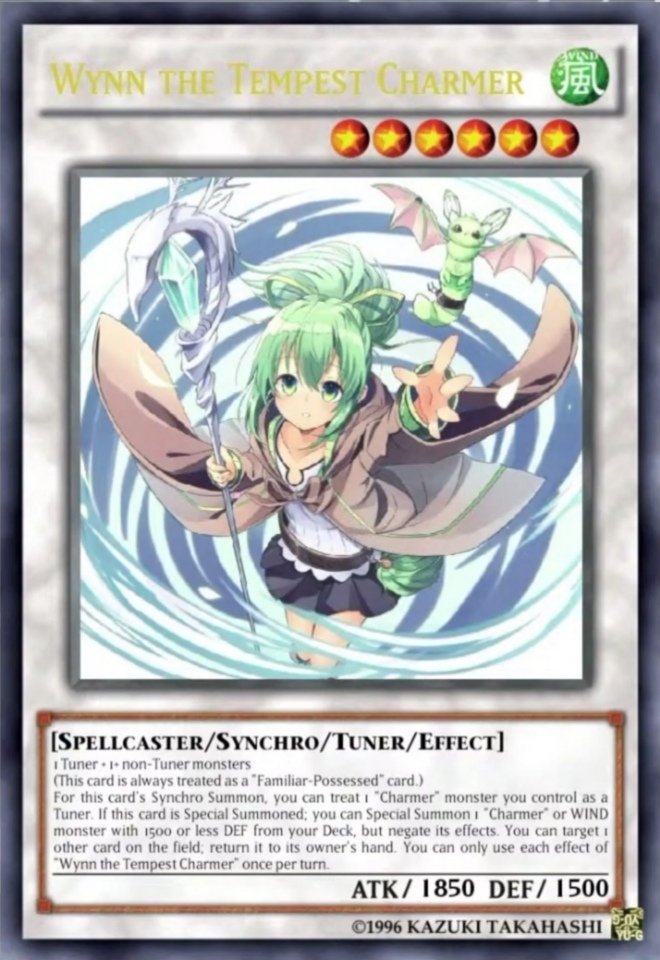 WYNN THE TEMPEST CHARMER
WIND
風
[SPELLCASTER/SYNCHRO/TUNER/EFFECT]
1 Tuner + 1+ non-Tuner monsters
(This card is always treated as a "Familiar-Possessed" card.)
For this card's Synchro Summon, you can treat 1 "Charmer" monster you control as a
Tuner. If this card is Special Summoned; you can Special Summon 1 "Charmer" or WIND
monster with 1500 or less DEF from your Deck, but negate its effects. You can target 1
other card on the field; return it to its owner's hand. You can only use each effect of
"Wynn the Tempest Charmer" once per turn.
ATK/ 1850 DEF/ 1500
©1996 KAZUKI TAKAHASHI